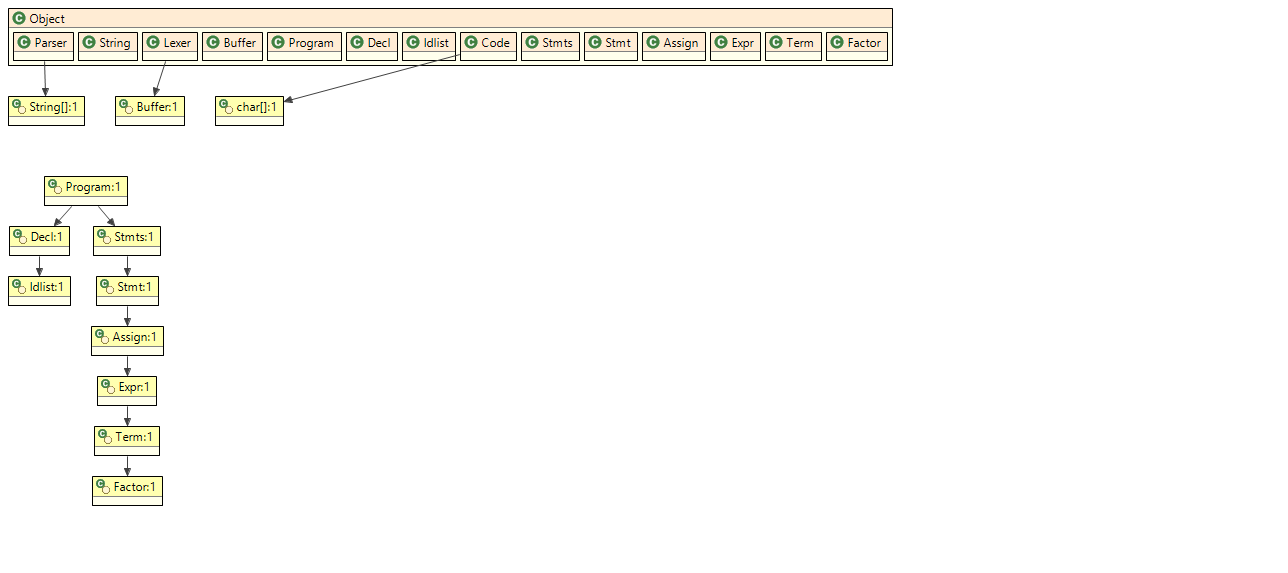 Object
Parser String Lexer Buffer Program Decl Idlist Code Stmts Stmt Assign Expr Term Factor
String[]:1 Buffer:1 char[]:1
Program:1
Decl:1 Stmts:1
Idlist:1 Stmt:1
Assign:1
Expr:1
Term:1
Factor:1